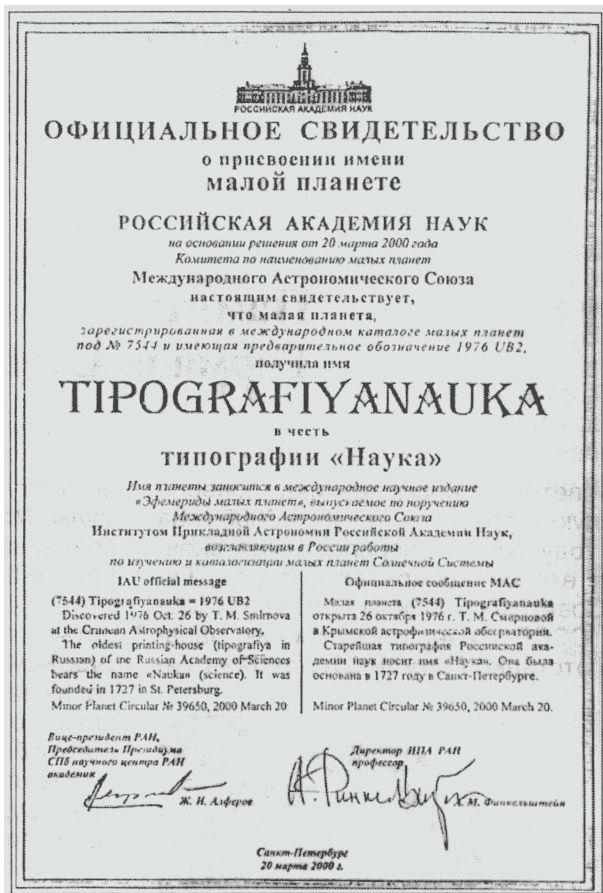 РОССИЙСКАЯ АКАДЕМИЯ НАУК
ОФИЦИАЛЬНОЕ СВИДЕТЕЛЬСТВО
о присвоении имени
малой планете
РОССИЙСКАЯ АКАДЕМИЯ НАУК
на основании решения от 20 марта 2000 года
Комитета по наименованию малых планет
Международного Астрономического Союза
настоящим свидетельствует,
что малая планета,
зарегистрированная в международном каталоге малых планет
под № 7544 и имеющая предварительное обозначение 1976 UB2,
получила имя
TIPOGRAFIYANAUKA
в честь
типографии «Наука»
Имя планеты заносится в международное научное издание
«Эфемериды малых планет», выпускаемое по поручению
Международного Астрономического Союза
Институтом Прикладной Астрономии Российской Академии Наук,
возглавляющим в России работы
по изучению и каталогизации малых планет Солнечной Системы
IAU official message
(7544) Tipografiyanauka = 1976 UB2
Discovered 1976 Oct. 26 by T. M. Smirnova
at the Crimean Astrophysical Observatory.
The oldest printing-house (tipografiya in
Russian) of the Russian Academy of Sciences
bears the name «Nauka» (science). It was
founded in 1727 in St. Petersburg.
Minor Planet Circular № 39650, 2000 March 20
Официальное сообщение МАС
Малая планета (7544) Tipografiyanauka
открыта 26 октября 1976 г. Т. М. Смирновой
в Крымской астрофизической обсерватории.
Старейшая типография Российской ака-
демии наук носит имя «Наука». Она была
основана в 1727 году в Санкт-Петербурге.
Minor Planet Circular № 39650, 2000 March 20.
Вице-президент РАН,
Председатель Президиума
СПб научного центра РАН
академик
Ж. И. Алферов
Директор ИПА РАН
профессор
А. Финкельштейн
М. Финкельштейн
Санкт-Петербург
20 марта 2000 г.